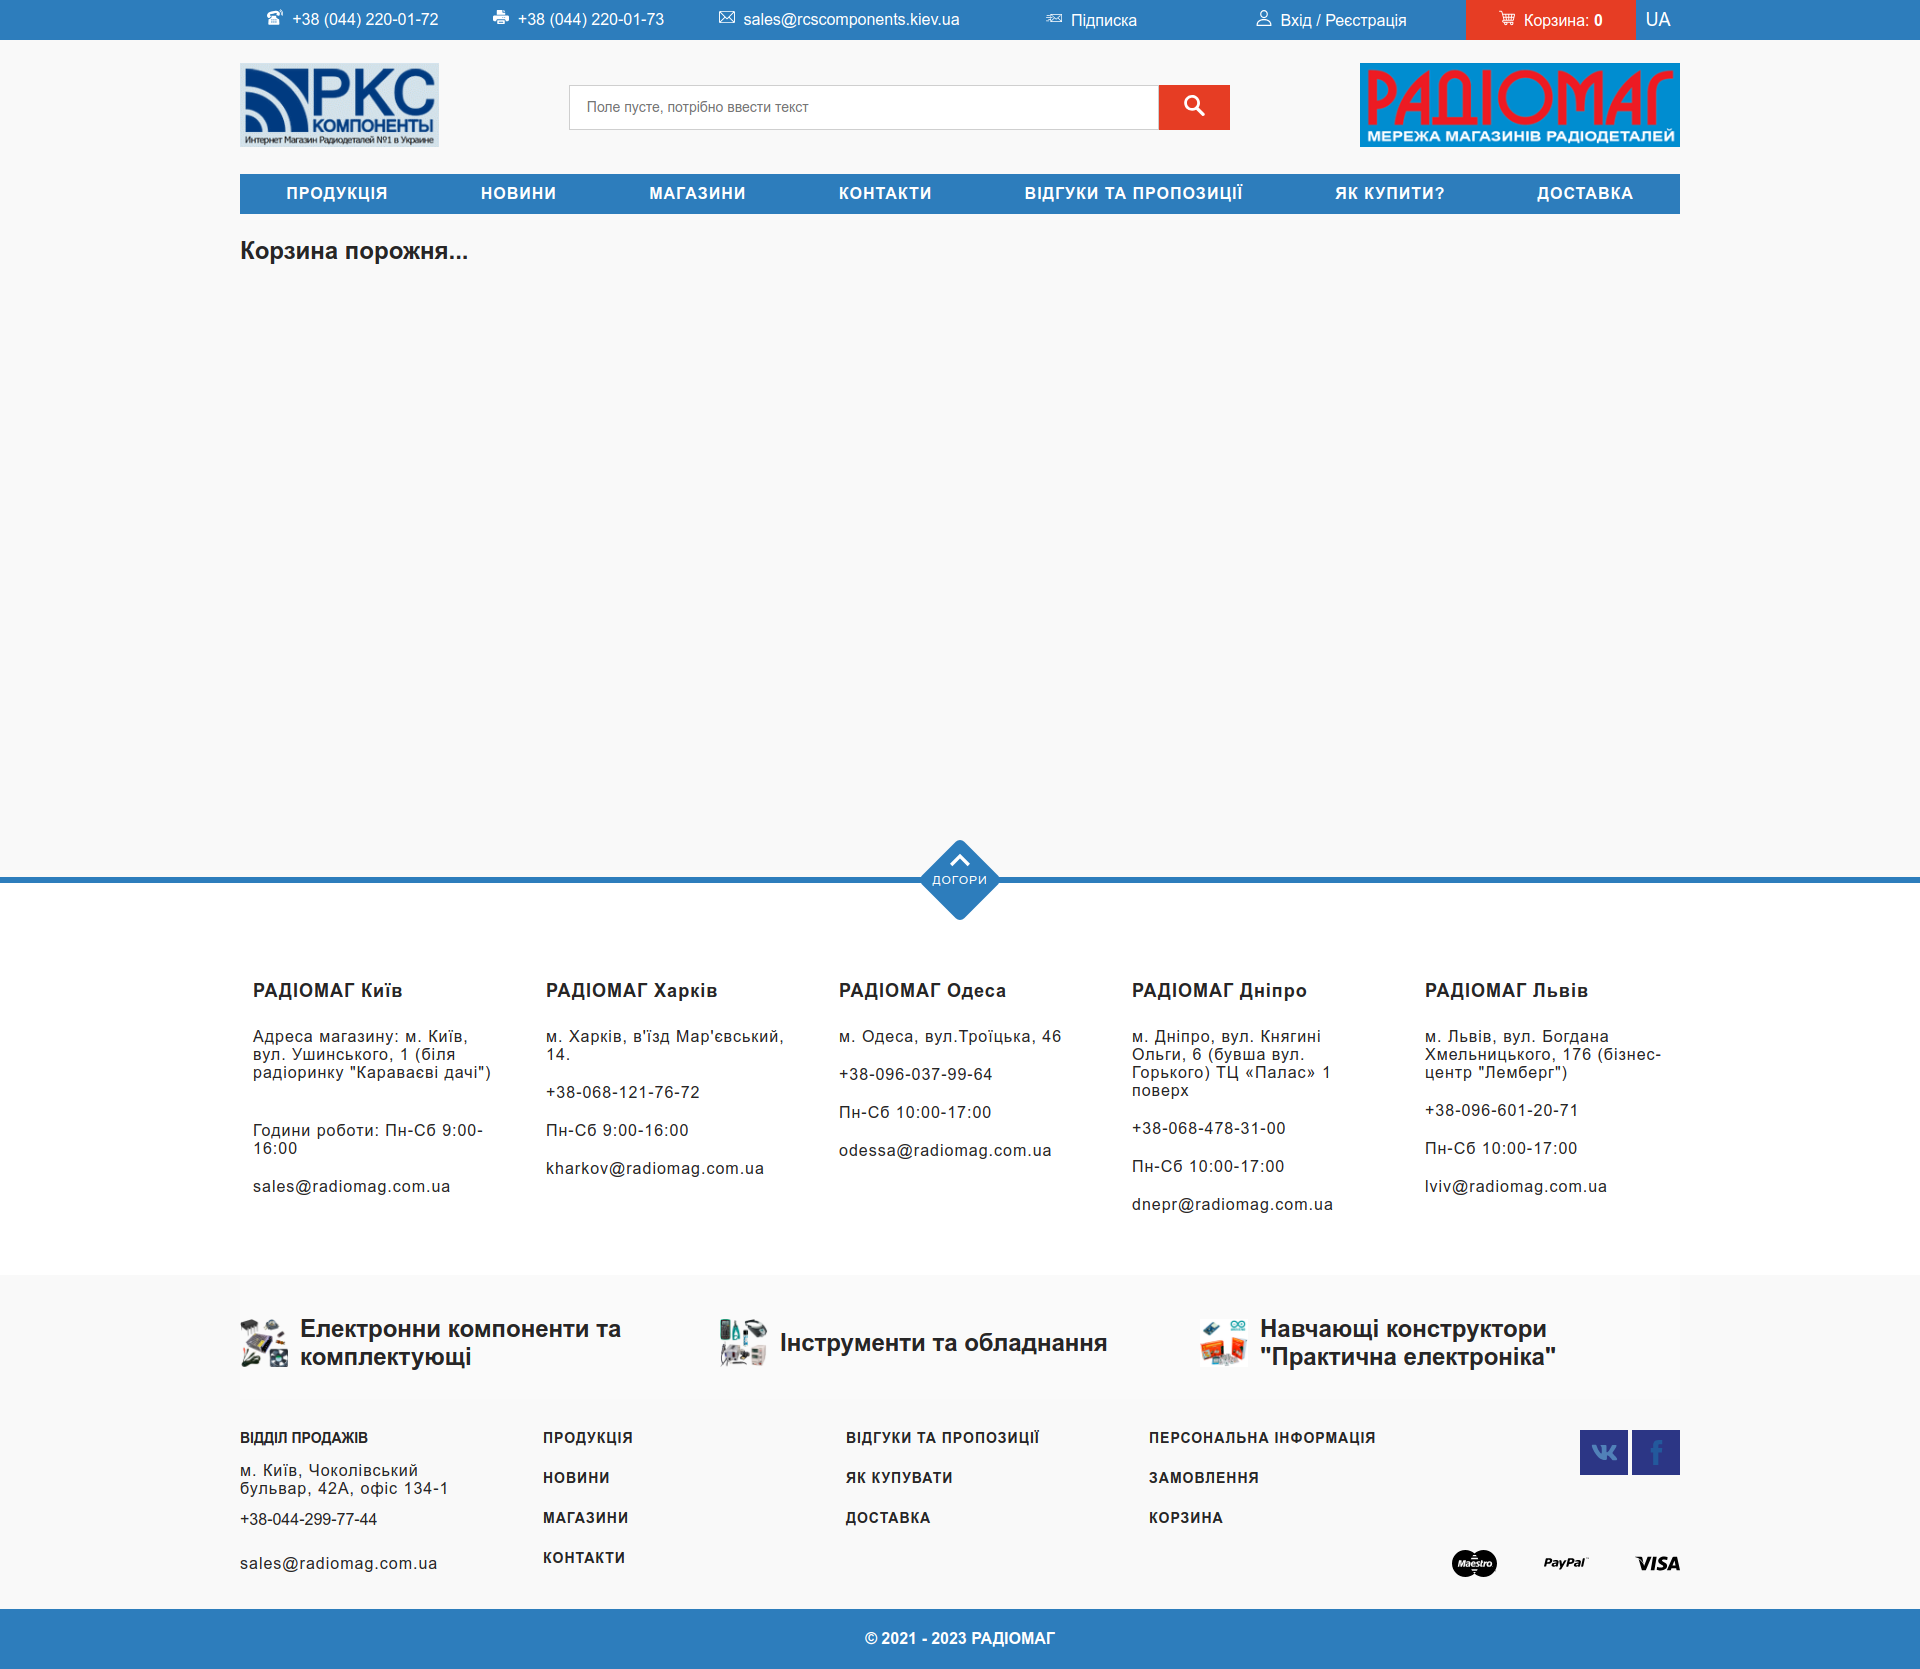 +38 (044) 220-01-72
+38 (044) 220-01-73
sales@rcscomponents.kiev.ua
Підписка
Вхід / Реєстрація
Корзина: 0
UA
РКС
КОМПОНЕНТЫ
Интернет Магазин Радиодеталей №1 в Украине
Поле пусте, потрібно ввести текст
РАДІОМАГ
МЕРЕЖА МАГАЗИНІВ РАДІОДЕТАЛЕЙ
ПРОДУКЦІЯ
НОВИНИ
МАГАЗИНИ
КОНТАКТИ
ВІДГУКИ ТА ПРОПОЗИЦІЇ
ЯК КУПИТИ?
ДОСТАВКА
Корзина порожня...
ДОГОРИ
РАДІОМАГ Київ
Адреса магазину: м. Київ,
вул. Ушинського, 1 (біля
радіоринку "Караваєві дачі")
Години роботи: Пн-Сб 9:00-
16:00
sales@radiomag.com.ua
РАДІОМАГ Харків
м. Харків, в'їзд Мар'євський,
14.
+38-068-121-76-72
Пн-Сб 9:00-16:00
kharkov@radiomag.com.ua
РАДІОМАГ Одеса
м. Одеса, вул.Троїцька, 46
+38-096-037-99-64
Пн-Сб 10:00-17:00
odessa@radiomag.com.ua
РАДІОМАГ Дніпро
м. Дніпро, вул. Княгині
Ольги, 6 (бувша вул.
Горького) ТЦ «Палас» 1
поверх
+38-068-478-31-00
Пн-Сб 10:00-17:00
dnepr@radiomag.com.ua
РАДІОМАГ Львів
м. Львів, вул. Богдана
Хмельницького, 176 (бізнес-
центр "Лемберг")
+38-096-601-20-71
Пн-Сб 10:00-17:00
lviv@radiomag.com.ua
Електронни компоненти та
комплектующі
Інструменти та обладнання
Навчающі конструктори
"Практична електроніка"
ВІДДІЛ ПРОДАЖІВ
м. Київ, Чоколівський
бульвар, 42А, офіс 134-1
+38-044-299-77-44
sales@radiomag.com.ua
ПРОДУКЦІЯ
НОВИНИ
МАГАЗИНИ
КОНТАКТИ
ВІДГУКИ ТА ПРОПОЗИЦІЇ
ЯК КУПУВАТИ
ДОСТАВКА
ПЕРСОНАЛЬНА ІНФОРМАЦІЯ
ЗАМОВЛЕННЯ
КОРЗИНА
Maestro
PayPal
VISA
© 2021 - 2023 РАДІОМАГ